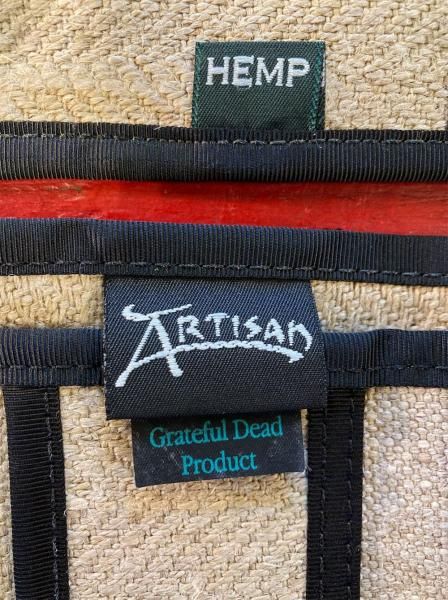 HEMP
ARTISAN
Grateful Dead
Product